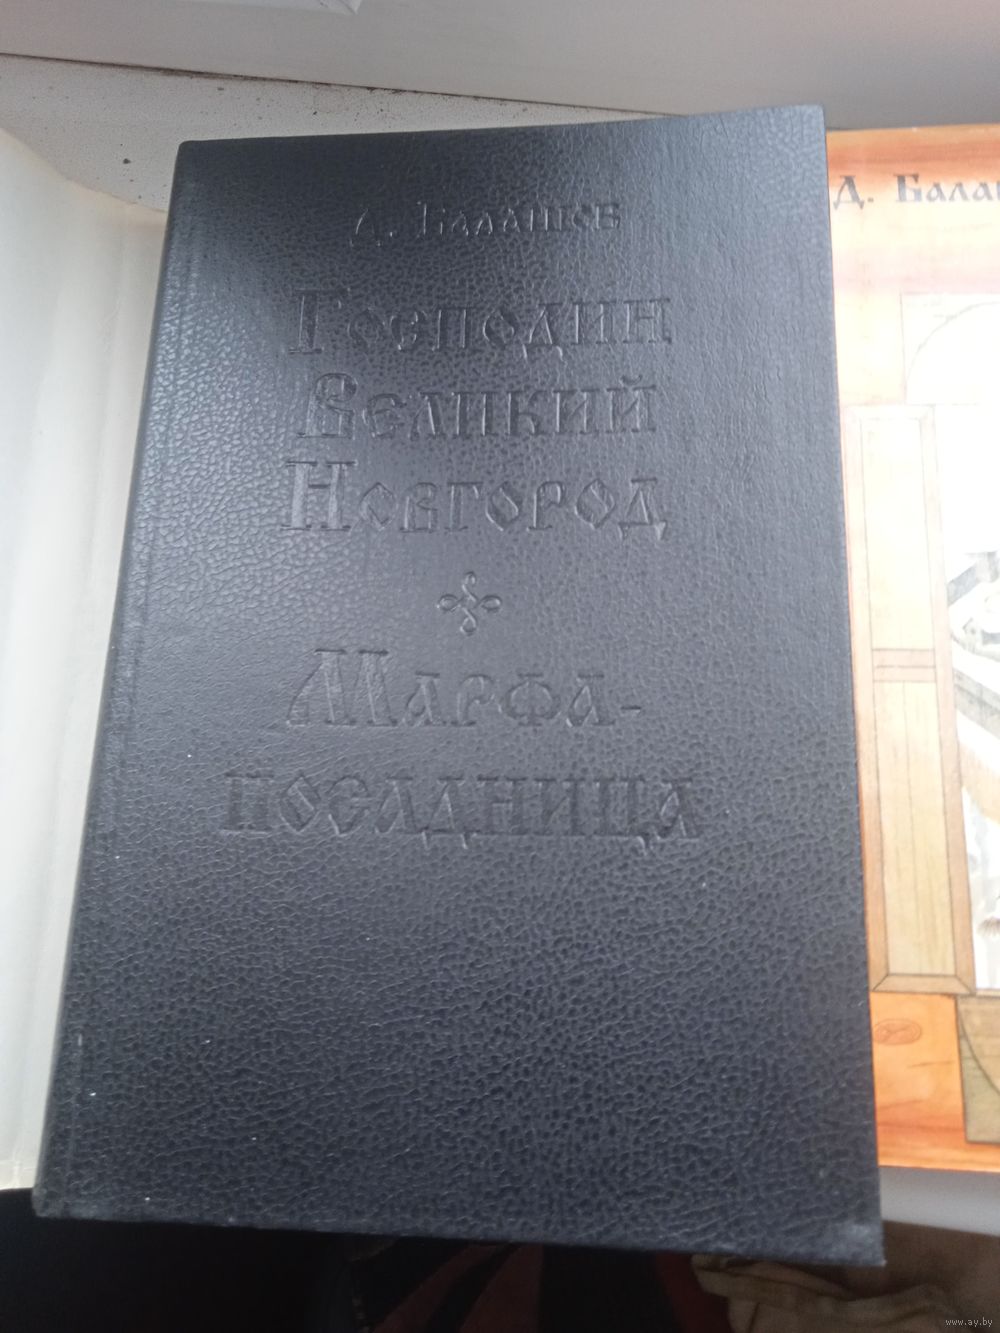 Д. Балашов
Господин
Великий
Новгород
Марфа-
посадница
Д. Бала
www.ay.by